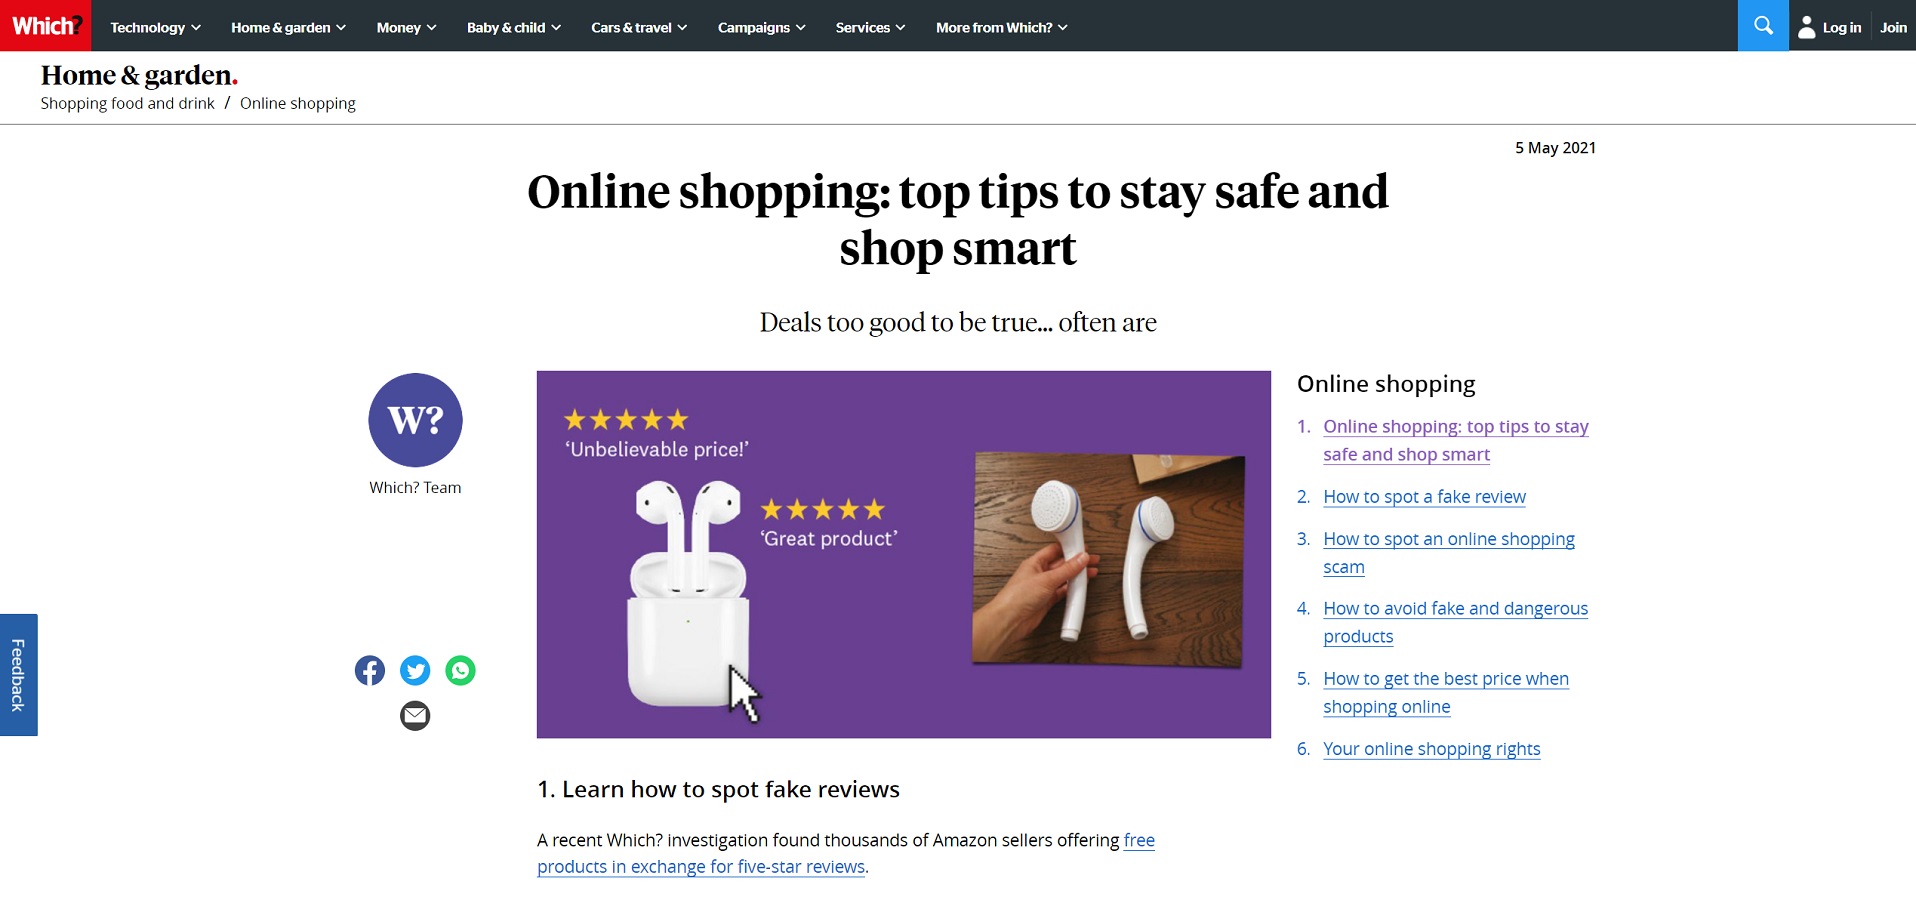 Which?
Technology
Home & garden
Money
Baby & child
Cars & travel
Campaigns
Services
More from Which?
Log in
Join
Home & garden.
Shopping food and drink / Online shopping
5 May 2021
Online shopping: top tips to stay safe and
shop smart
Deals too good to be true... often are
W?
Which? Team
‘Unbelievable price!’
‘Great product’
Online shopping
1. Online shopping: top tips to stay
safe and shop smart
2. How to spot a fake review
3. How to spot an online shopping
scam
4. How to avoid fake and dangerous
products
5. How to get the best price when
shopping online
6. Your online shopping rights
Feedback
1. Learn how to spot fake reviews
A recent Which? investigation found thousands of Amazon sellers offering free
products in exchange for five-star reviews.